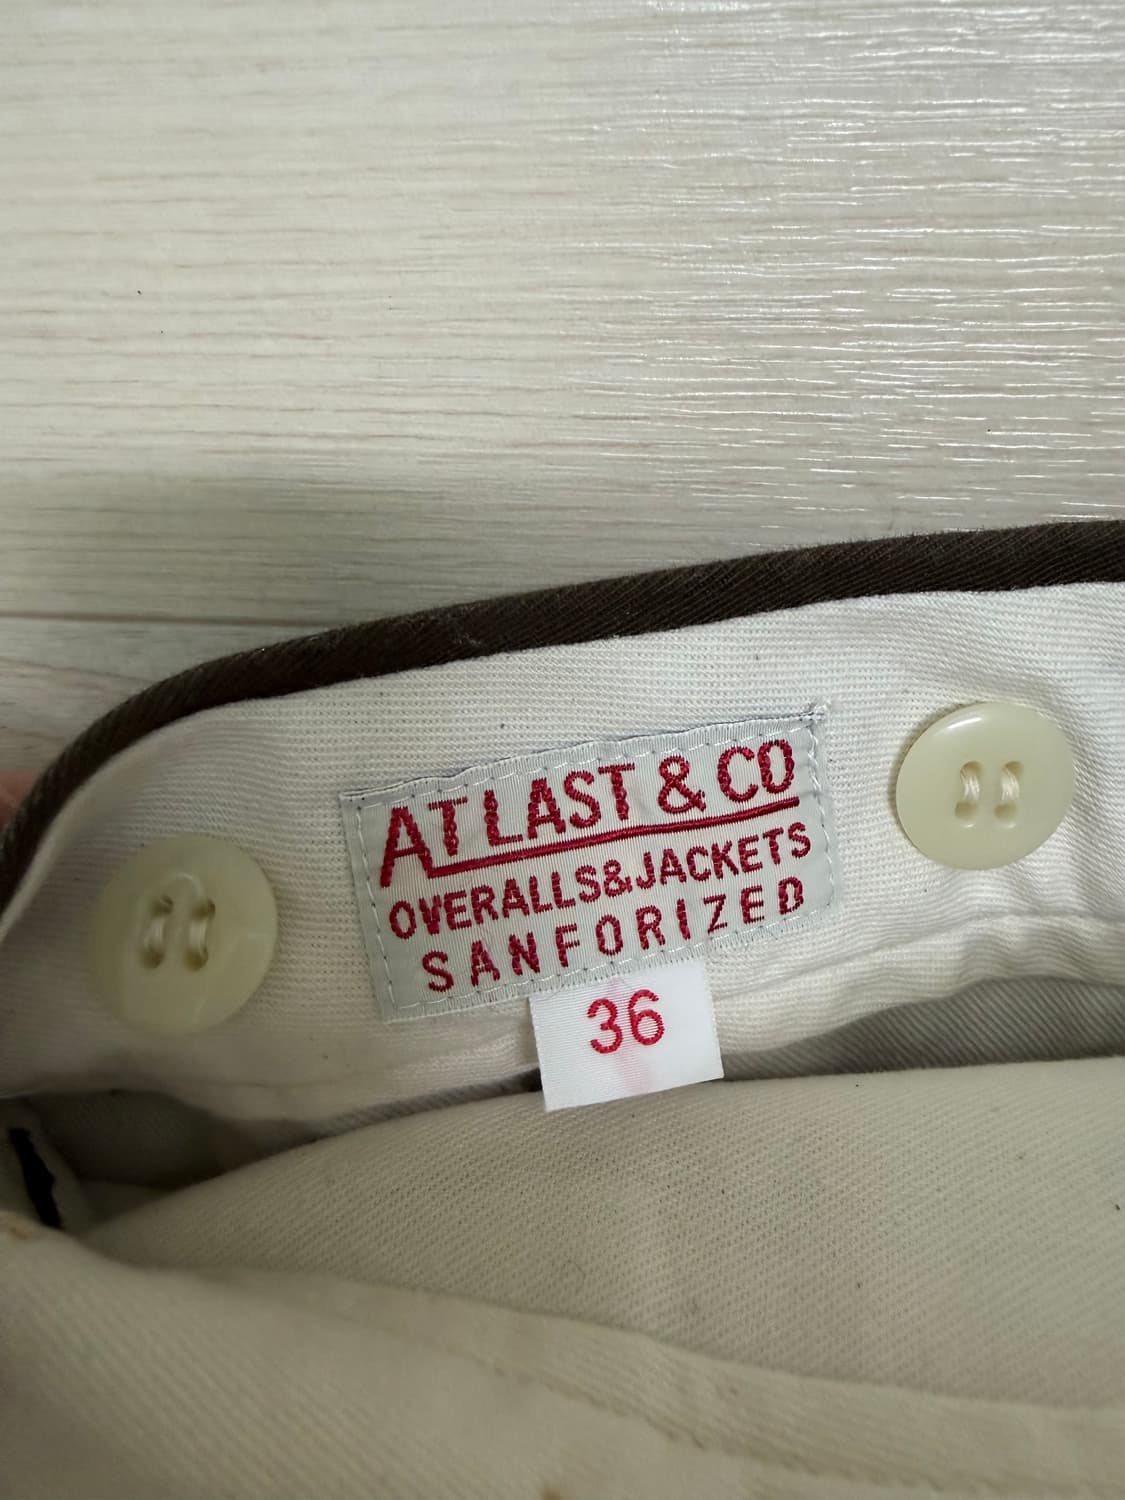 AT LAST & CO
OVERALLS & JACKETS
SANFORIZED
36